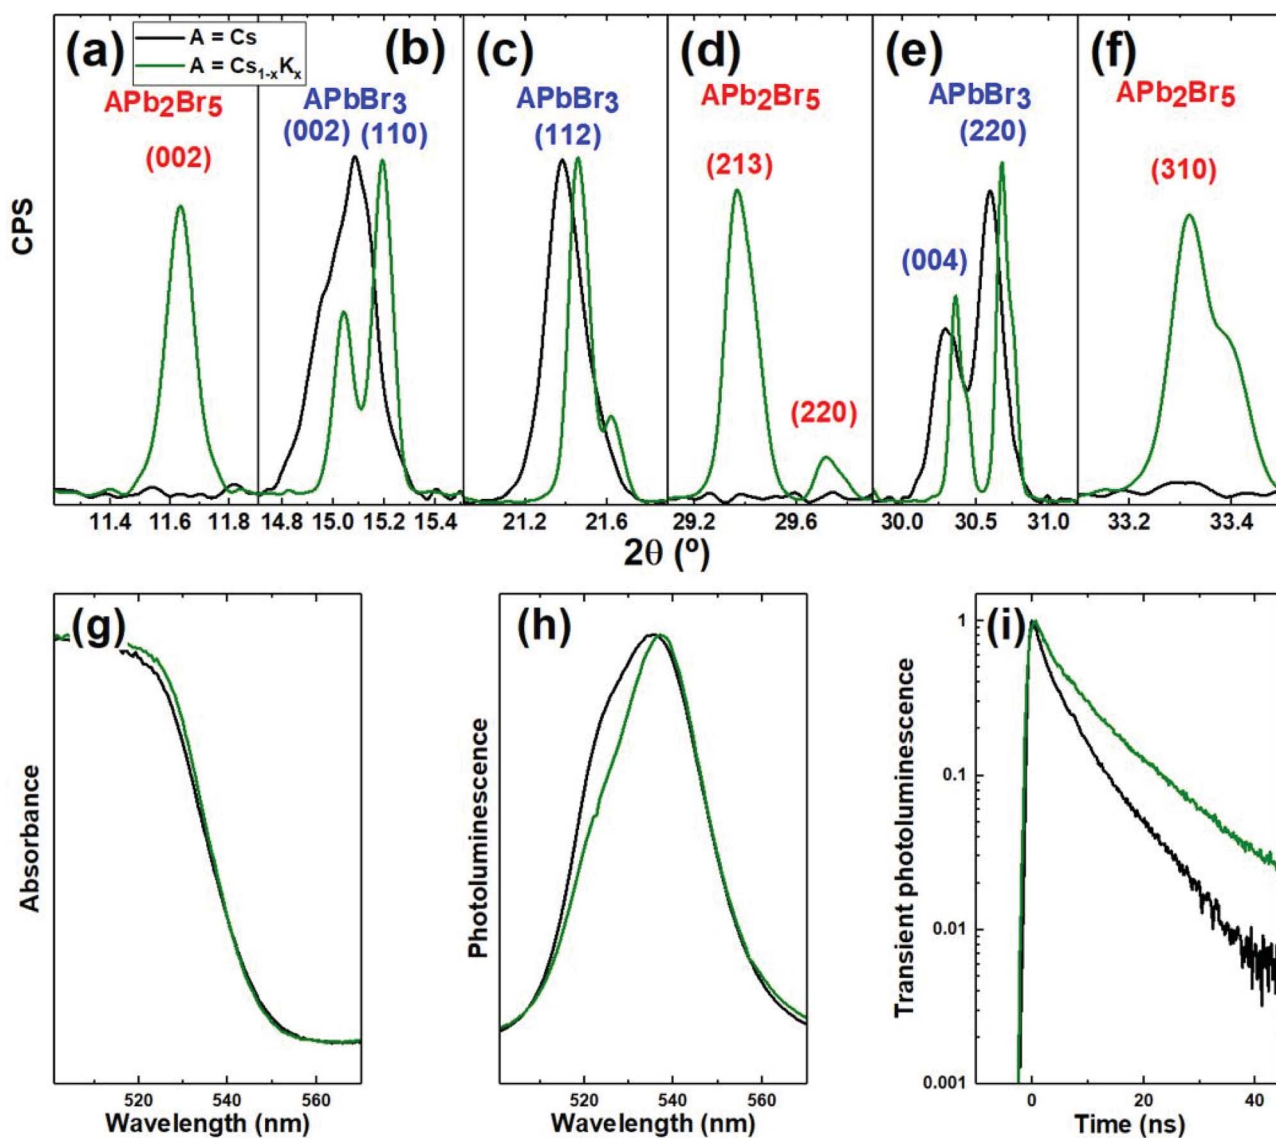 (a)
A = Cs
A = Cs₁₋ₓKₓ
(b)
(c)
(d)
(e)
(f)
APb₂Br₅
APbBr₃
APbBr₃
APb₂Br₅
APbBr₃
APb₂Br₅
(002)
(002) (110)
(112)
(213)
(220)
(004)
(220)
(310)
CPS
11.4 11.6 11.8 14.8 15.0 15.2 15.4 21.2 21.6 29.2 29.6 30.0 30.5 31.0 33.2 33.4
2θ (º)
(g)
Absorbance
520 540 560
Wavelength (nm)
(h)
Photoluminescence
520 540 560
Wavelength (nm)
(i)
Transient photoluminescence
1
0.1
0.01
0.001
0 20 40
Time (ns)